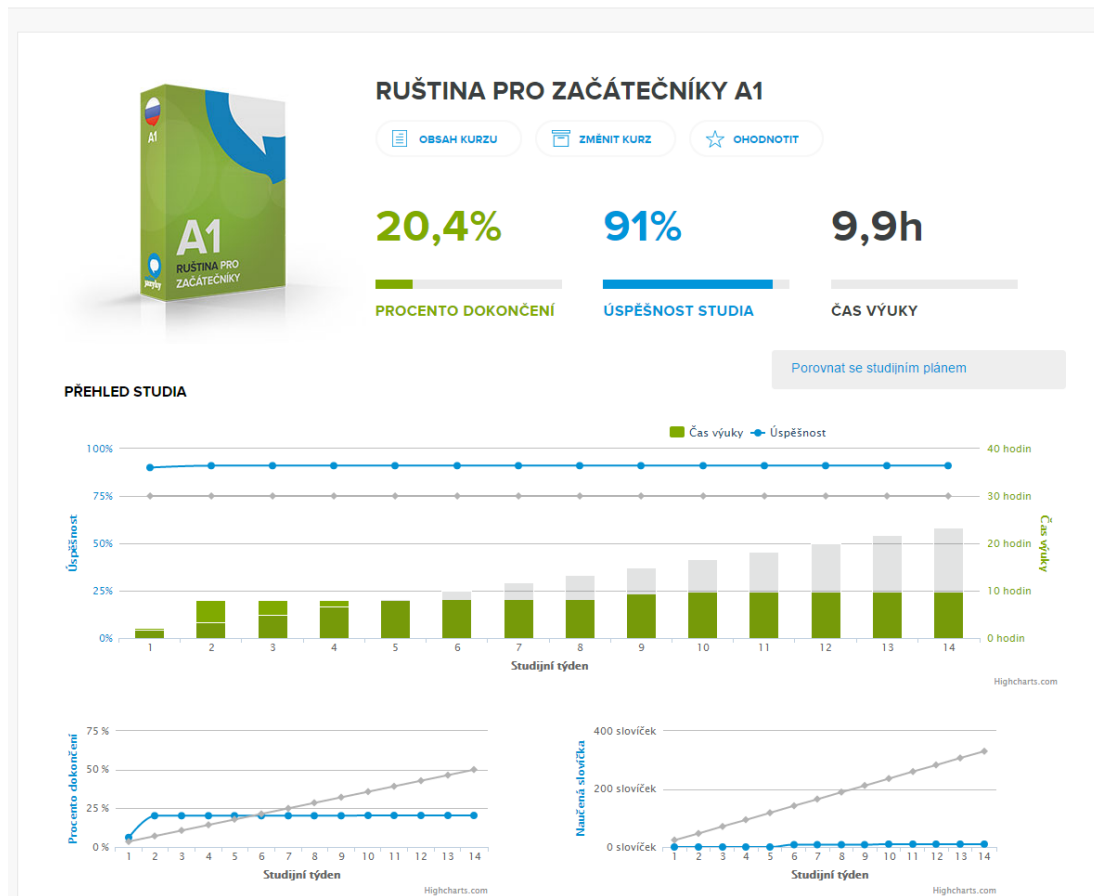 RUŠTINA PRO ZAČÁTEČNÍKY A1
OBSAH KURZU
ZMĚNIT KURZ
OHODNOTIT
A1
A1
RUŠTINA PRO
ZAČÁTEČNÍKY
20,4%
91%
9,9h
PROCENTO DOKONČENÍ
ÚSPĚŠNOST STUDIA
ČAS VÝUKY
Porovnat se studijním plánem
PŘEHLED STUDIA
Čas výuky Úspěšnost
100%
75%
50%
25%
0%
Úspěsnost
40 hodin
30 hodin
20 hodin
10 hodin
0 hodin
Čas výuky
1 2 3 4 5 6 7 8 9 10 11 12 13 14
Studijní týden
Highcharts.com
Procento dokončení
75 %
50 %
25 %
0 %
1 2 3 4 5 6 7 8 9 10 11 12 13 14
Studijní týden
Highcharts.com
Naučená slovíčka
400 slovíček
200 slovíček
0 slovíček
1 2 3 4 5 6 7 8 9 10 11 12 13 14
Studijní týden
Highcharts.com